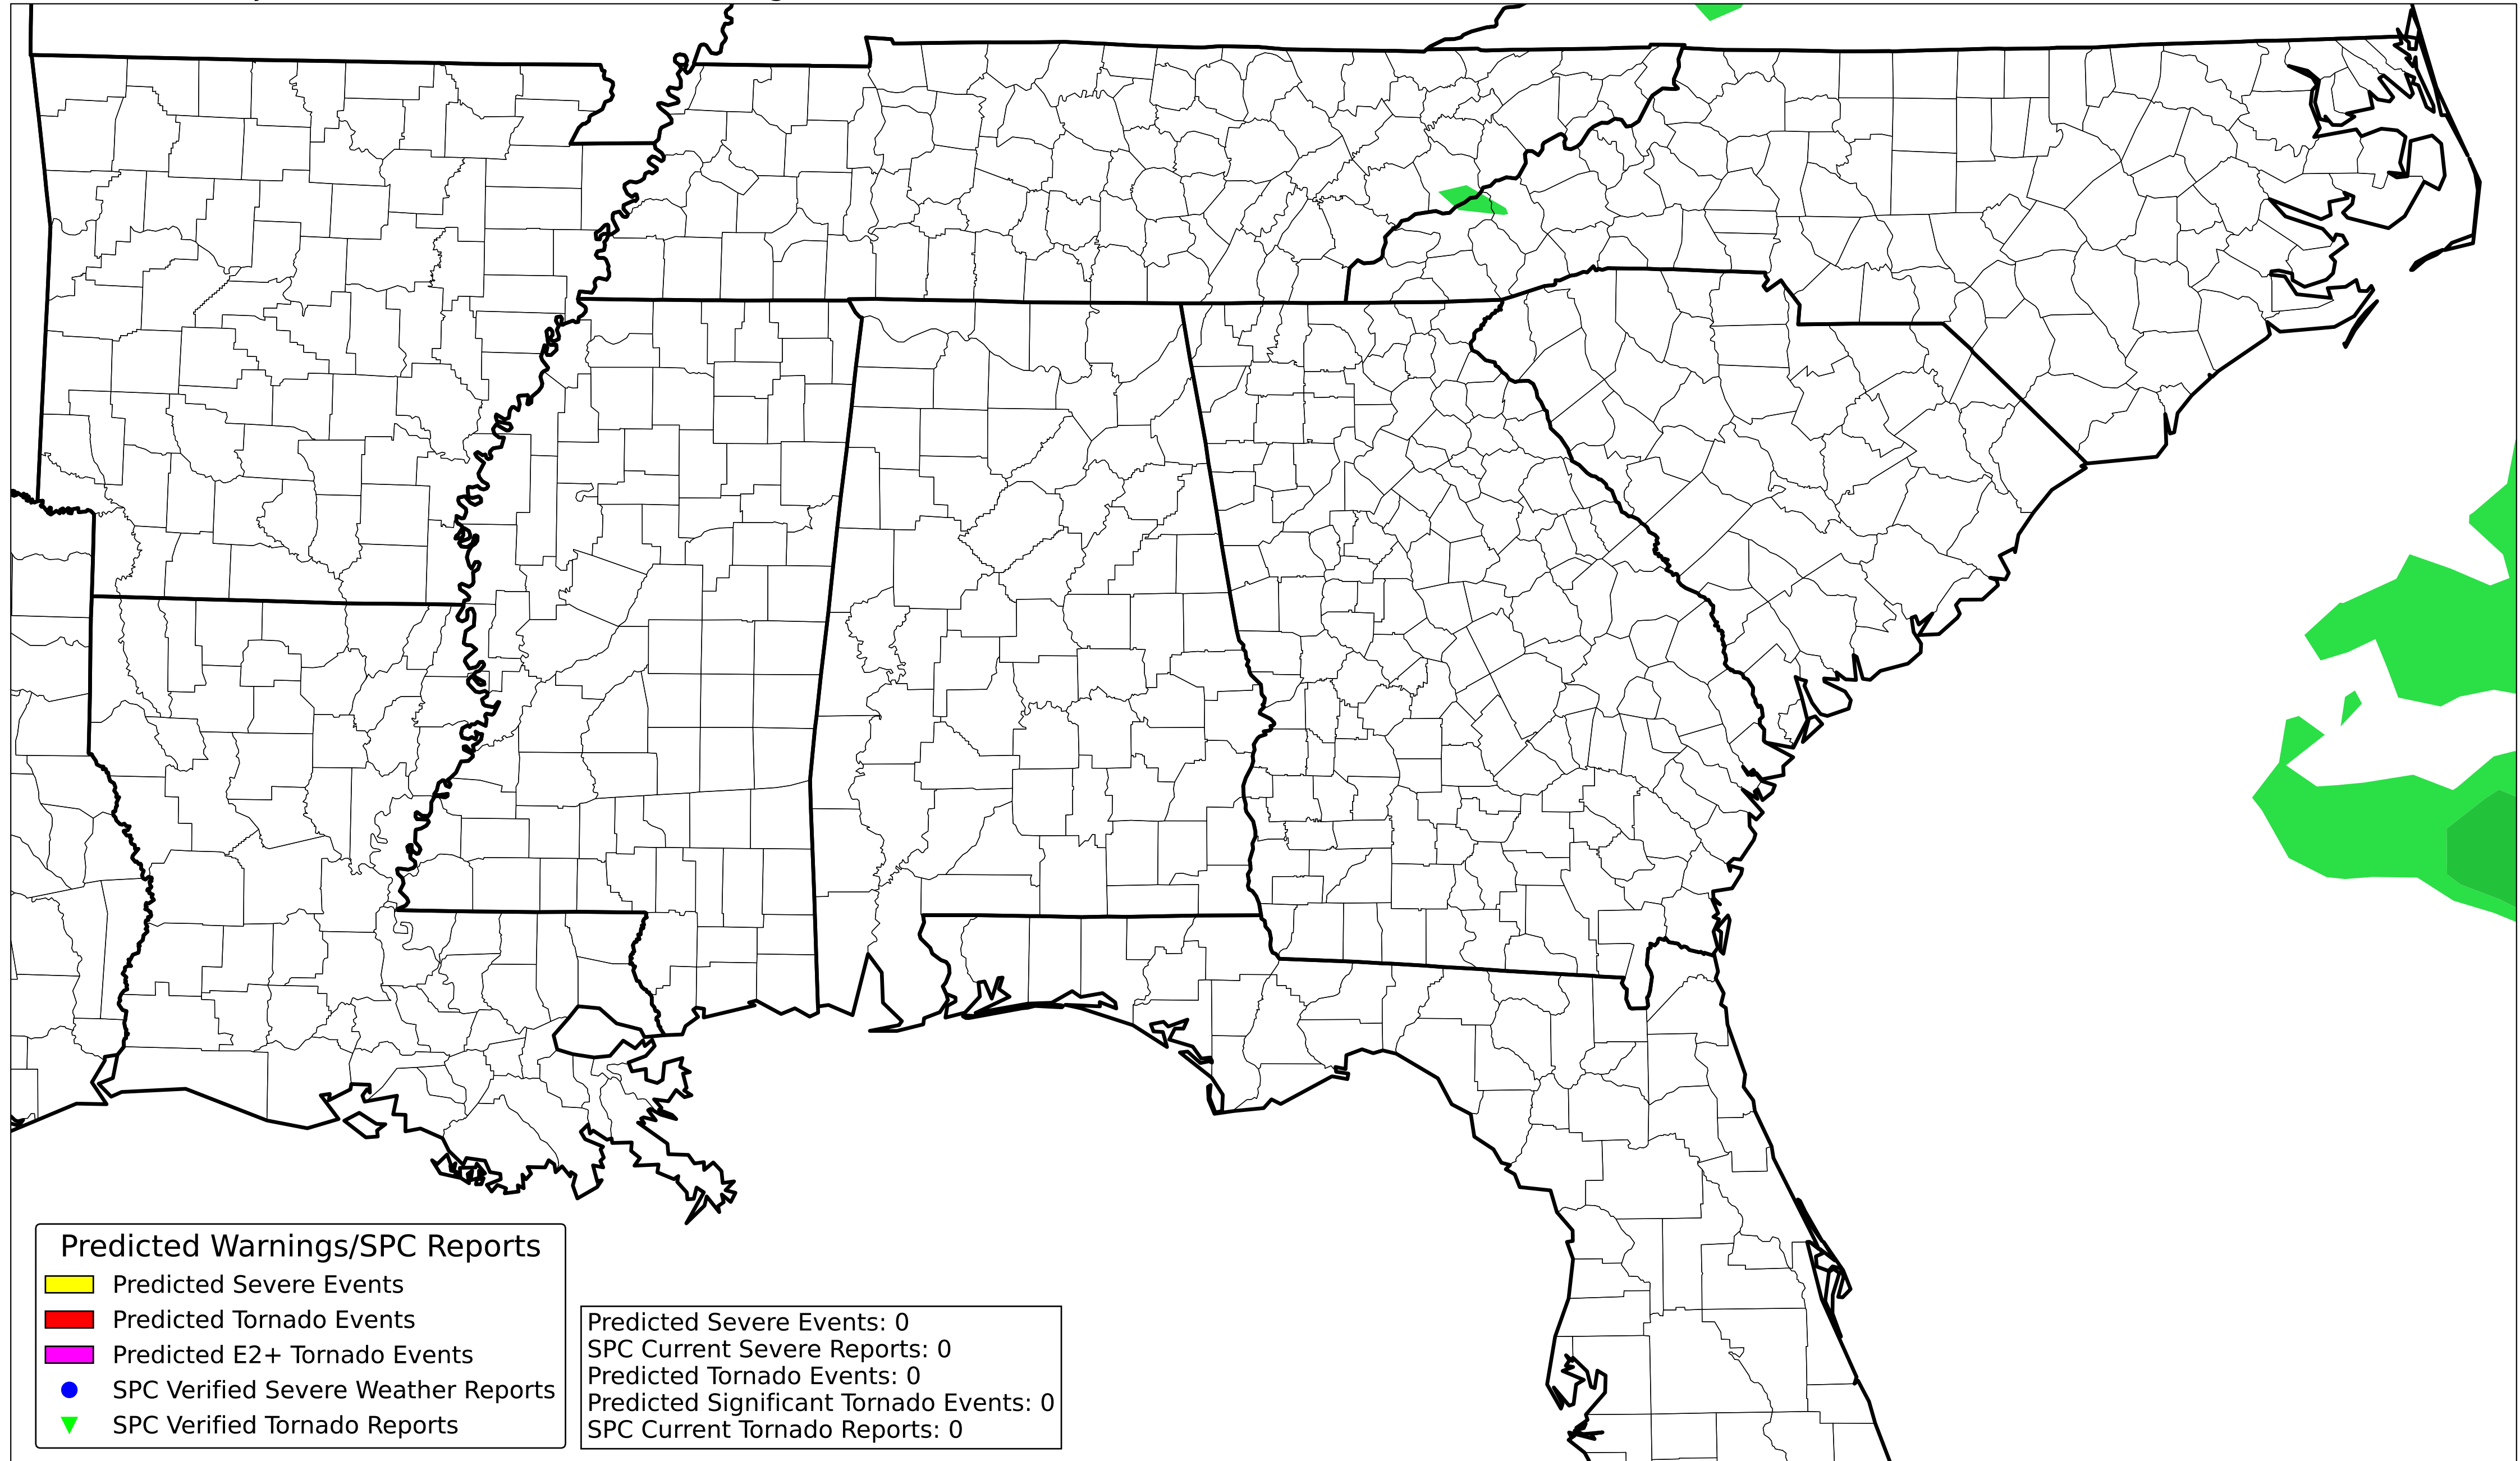 Predicted Warnings/SPC Reports
Predicted Severe Events
Predicted Tornado Events
Predicted E2+ Tornado Events
SPC Verified Severe Weather Reports
SPC Verified Tornado Reports
Predicted Severe Events: 0
SPC Current Severe Reports: 0
Predicted Tornado Events: 0
Predicted Significant Tornado Events: 0
SPC Current Tornado Reports: 0